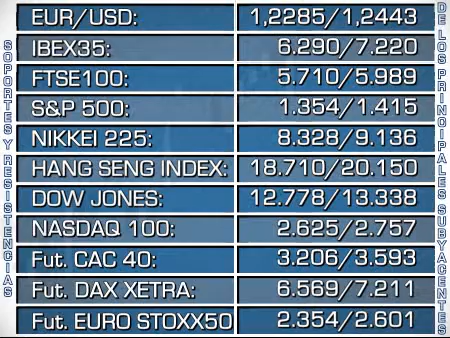 SOPORTES Y RESISTENCIAS
DE LOS PRINCIPALES SUBYACENTES
EUR/USD: 1,2285/1,2443
IBEX35: 6.290/7.220
FTSE100: 5.710/5.989
S&P 500: 1.354/1.415
NIKKEI 225: 8.328/9.136
HANG SENG INDEX: 18.710/20.150
DOW JONES: 12.778/13.338
NASDAQ 100: 2.625/2.757
Fut. CAC 40: 3.206/3.593
Fut. DAX XETRA: 6.569/7.211
Fut. EURO STOXX50 2.354/2.601